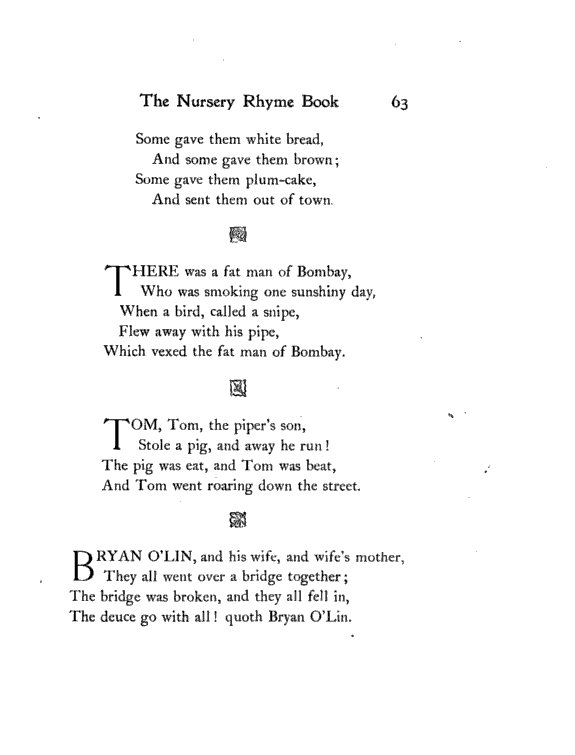 The Nursery Rhyme Book 63
Some gave them white bread,
And some gave them brown;
Some gave them plum-cake,
And sent them out of town.
THERE was a fat man of Bombay,
Who was smoking one sunshiny day,
When a bird, called a snipe,
Flew away with his pipe,
Which vexed the fat man of Bombay.
TOM, Tom, the piper's son,
Stole a pig, and away he run!
The pig was eat, and Tom was beat,
And Tom went roaring down the street.
BRYAN O'LIN, and his wife, and wife's mother,
They all went over a bridge together;
The bridge was broken, and they all fell in,
The deuce go with all! quoth Bryan O'Lin.